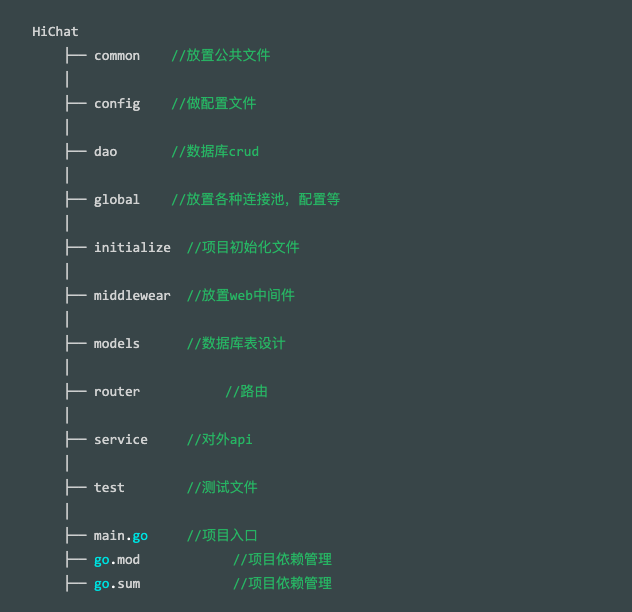 HiChat
├── common    //放置公共文件
│
├── config    //做配置文件
│
├── dao       //数据库crud
│
├── global    //放置各种连接池，配置等
│
├── initialize  //项目初始化文件
│
├── middlewear  //放置web中间件
│
├── models      //数据库表设计
│
├── router           //路由
│
├── service     //对外api
│
├── test        //测试文件
│
├── main.go     //项目入口
├── go.mod            //项目依赖管理
├── go.sum            //项目依赖管理